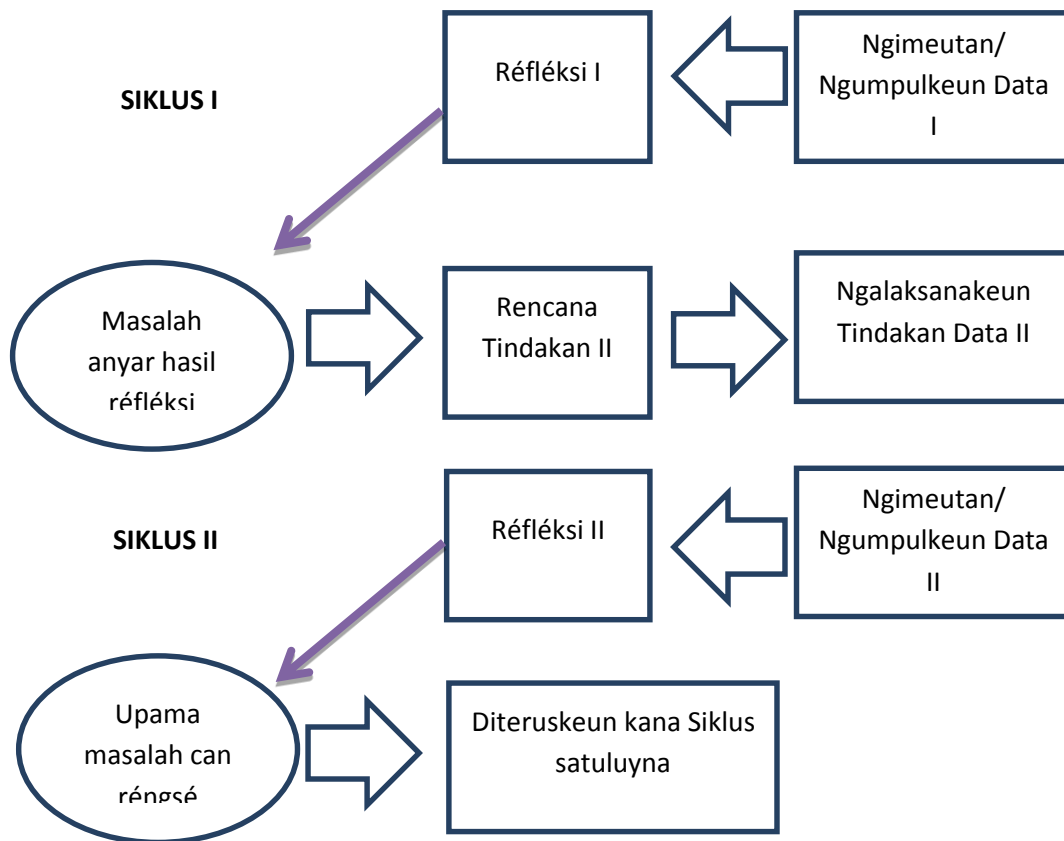 SIKLUS I
Réfléksi I
Ngimeutan/
Ngumpulkeun Data
I
Masalah
anyar hasil
réfléksi
Rencana
Tindakan II
Ngalaksanakeun
Tindakan Data II
SIKLUS II
Réfléksi II
Ngimeutan/
Ngumpulkeun Data
II
Upama
masalah can
réngsé
Diteruskeun kana Siklus
satuluyna